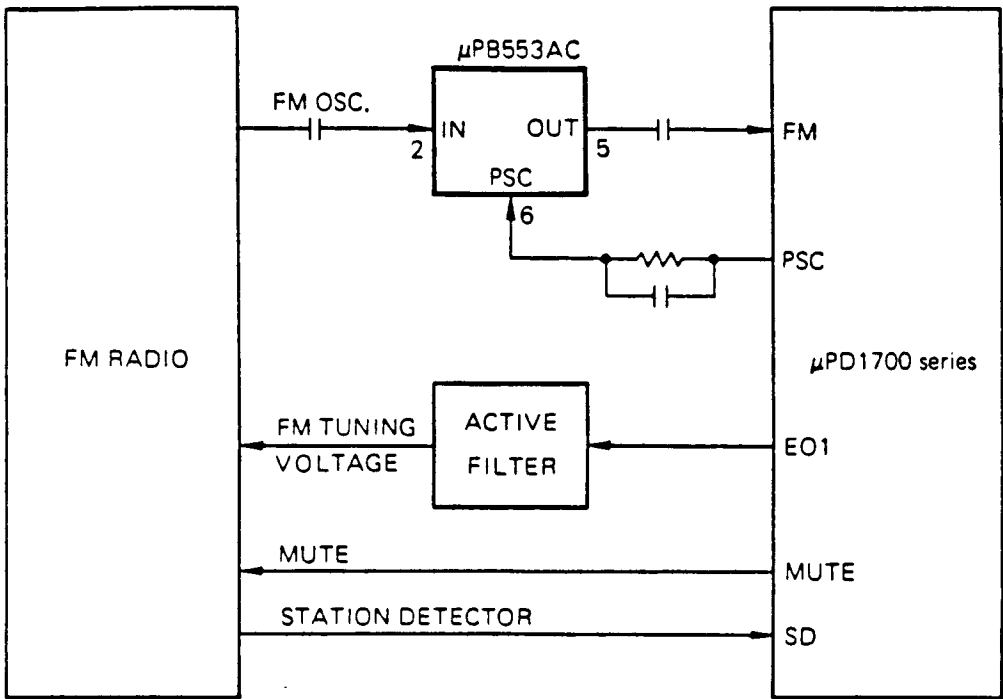 μPB553AC
FM OSC.
IN OUT
2
5
FM
PSC
6
PSC
FM RADIO
μPD1700 series
FM TUNING
VOLTAGE
ACTIVE
FILTER
EO1
MUTE
MUTE
STATION DETECTOR
SD